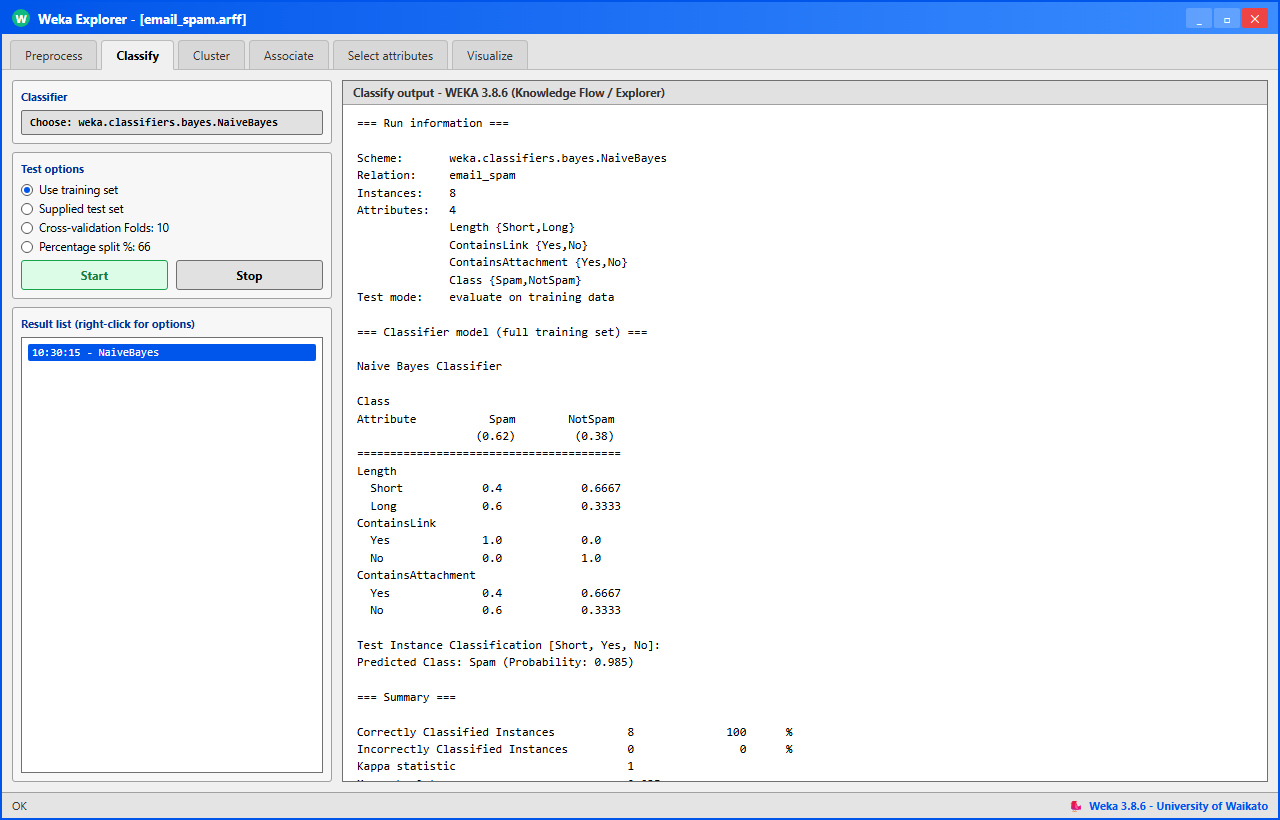 W Weka Explorer - [email_spam.arff]
Preprocess Classify Cluster Associate Select attributes Visualize
Classifier
Choose: weka.classifiers.bayes.NaiveBayes
Test options
Use training set
Supplied test set
Cross-validation Folds: 10
Percentage split %: 66
Start Stop
Result list (right-click for options)
10:30:15 - NaiveBayes
Classify output - WEKA 3.8.6 (Knowledge Flow / Explorer)
=== Run information ===
Scheme: weka.classifiers.bayes.NaiveBayes
Relation: email_spam
Instances: 8
Attributes: 4
Length {Short,Long}
ContainsLink {Yes,No}
ContainsAttachment {Yes,No}
Class {Spam,NotSpam}
Test mode: evaluate on training data
=== Classifier model (full training set) ===
Naive Bayes Classifier
Class
Attribute Spam NotSpam
(0.62) (0.38)
========================================
Length
Short 0.4 0.6667
Long 0.6 0.3333
ContainsLink
Yes 1.0 0.0
No 0.0 1.0
ContainsAttachment
Yes 0.4 0.6667
No 0.6 0.3333
Test Instance Classification [Short, Yes, No]:
Predicted Class: Spam (Probability: 0.985)
=== Summary ===
Correctly Classified Instances 8 100 %
Incorrectly Classified Instances 0 0 %
Kappa statistic 1
OK
Weka 3.8.6 - University of Waikato